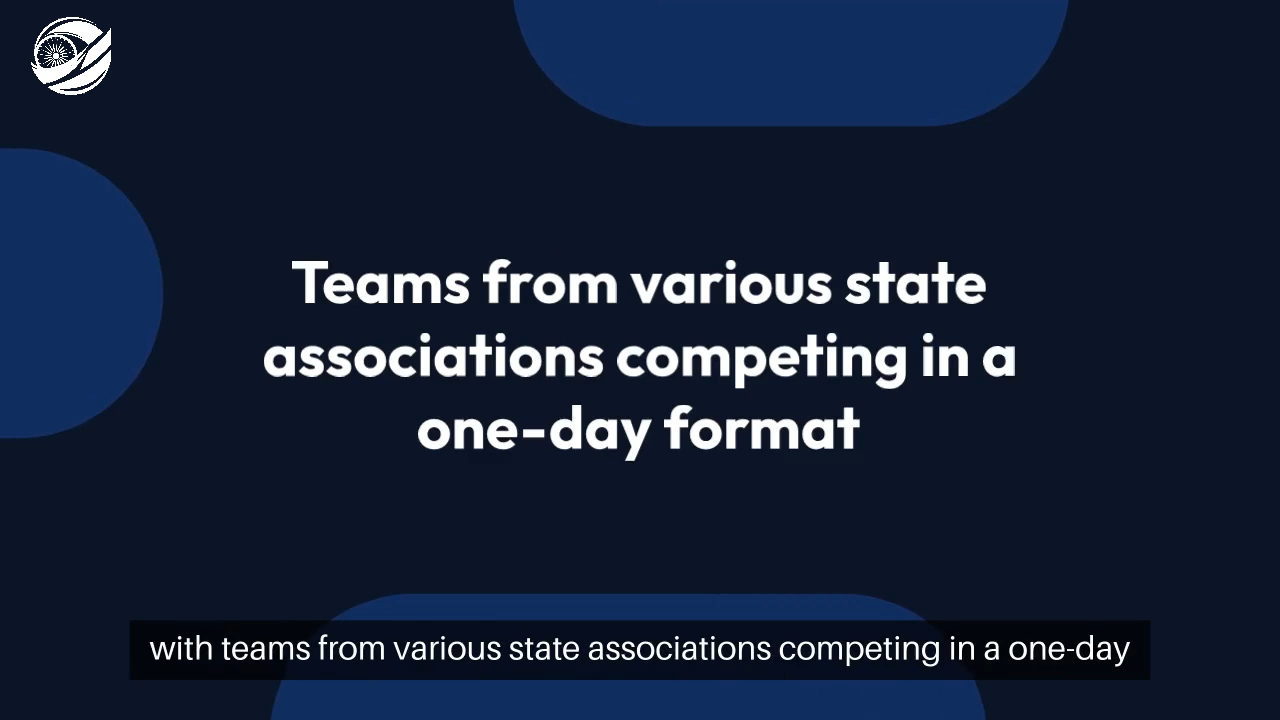 Teams from various state
associations competing in a
one-day format
with teams from various state associations competing in a one-day